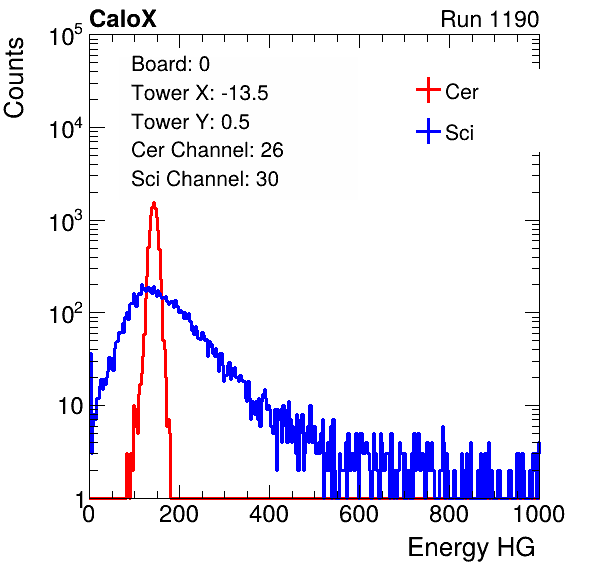 CaloX Run 1190
Counts
Board: 0
Tower X: -13.5
Tower Y: 0.5
Cer Channel: 26
Sci Channel: 30
Cer
Sci
10^5
10^4
10^3
10^2
10
1
0 200 400 600 800 1000
Energy HG